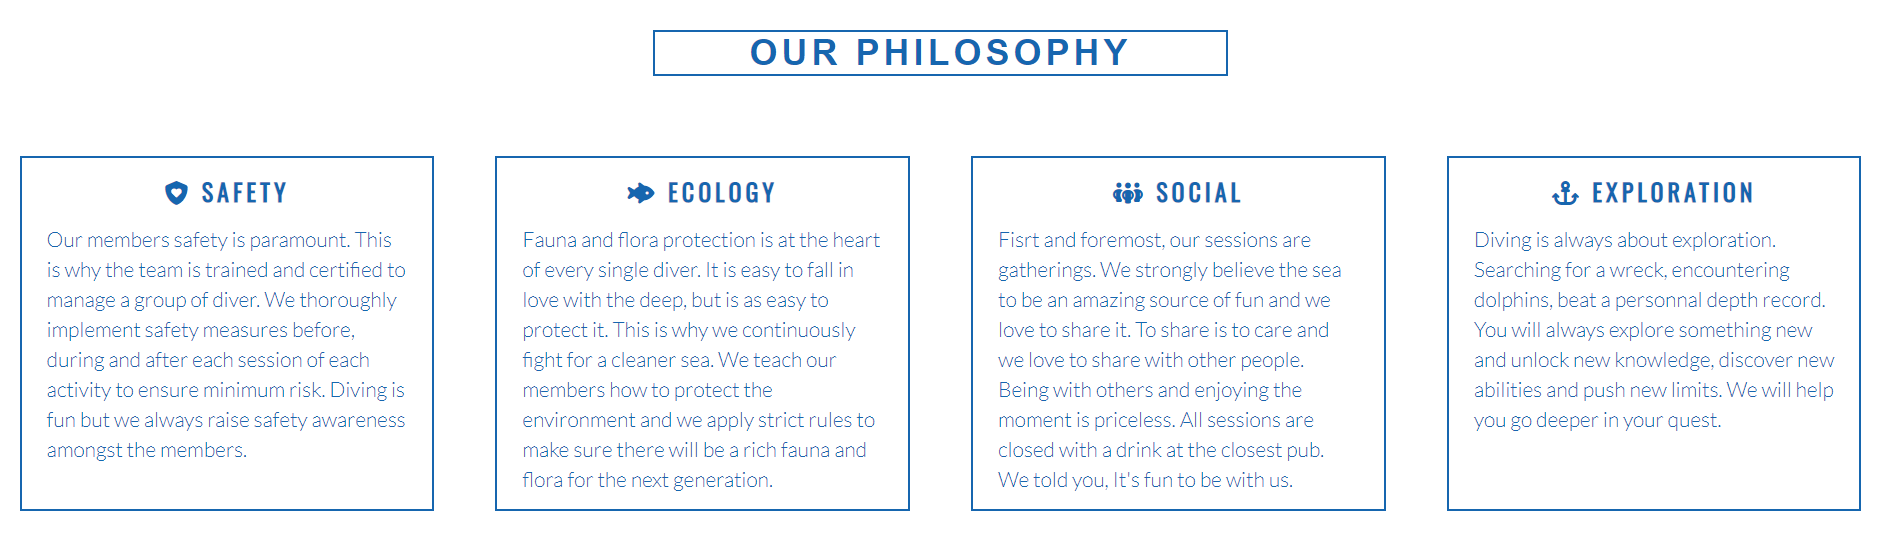 OUR PHILOSOPHY
SAFETY
Our members safety is paramount. This
is why the team is trained and certified to
manage a group of diver. We thoroughly
implement safety measures before,
during and after each session of each
activity to ensure minimum risk. Diving is
fun but we always raise safety awareness
amongst the members.
ECOLOGY
Fauna and flora protection is at the heart
of every single diver. It is easy to fall in
love with the deep, but is as easy to
protect it. This is why we continuously
fight for a cleaner sea. We teach our
members how to protect the
environment and we apply strict rules to
make sure there will be a rich fauna and
flora for the next generation.
SOCIAL
Fisrt and foremost, our sessions are
gatherings. We strongly believe the sea
to be an amazing source of fun and we
love to share it. To share is to care and
we love to share with other people.
Being with others and enjoying the
moment is priceless. All sessions are
closed with a drink at the closest pub.
We told you, It's fun to be with us.
EXPLORATION
Diving is always about exploration.
Searching for a wreck, encountering
dolphins, beat a personnal depth record.
You will always explore something new
and unlock new knowledge, discover new
abilities and push new limits. We will help
you go deeper in your quest.